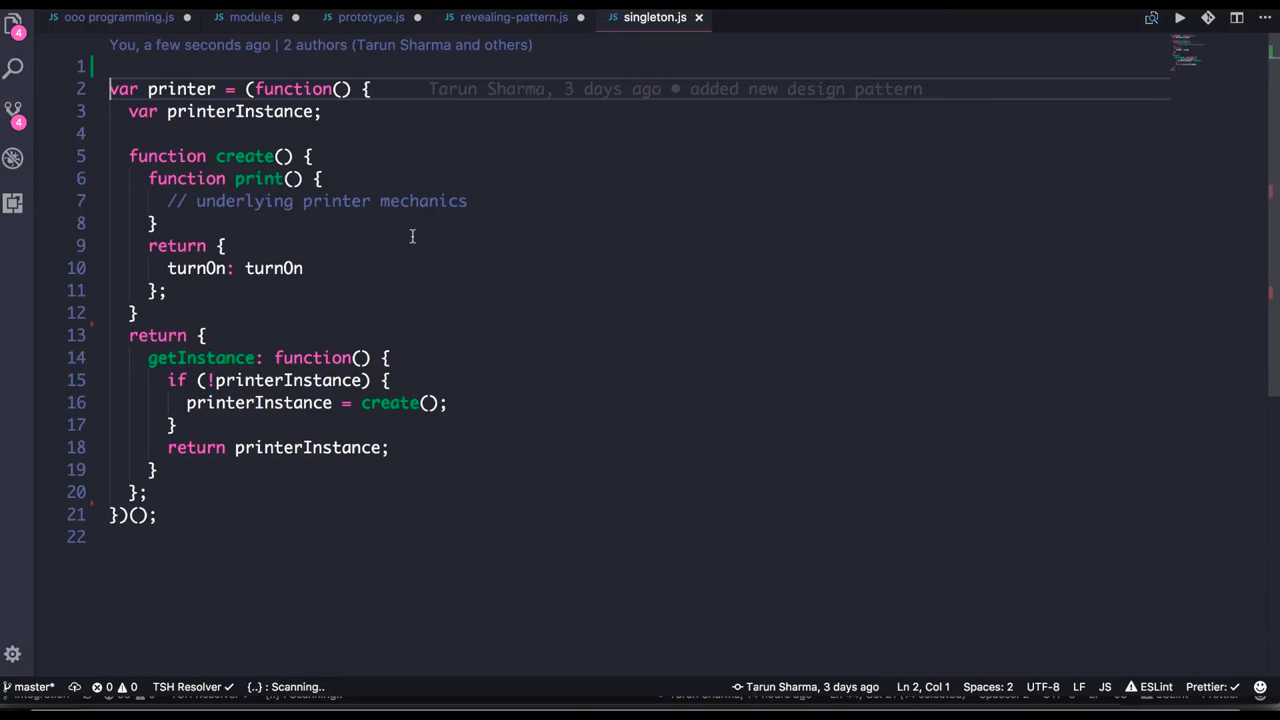 ooo programming.js
module.js
prototype.js
revealing-pattern.js
singleton.js
You, a few seconds ago | 2 authors (Tarun Sharma and others)
1
2 var printer = (function() { Tarun Sharma, 3 days ago • added new design pattern
3 var printerInstance;
4
5 function create() {
6 function print() {
7 // underlying printer mechanics
8 }
9 return {
10 turnOn: turnOn
11 };
12 }
13 return {
14 getInstance: function() {
15 if (!printerInstance) {
16 printerInstance = create();
17 }
18 return printerInstance;
19 }
20 };
21 })();
22
4
4
master* 0 0 TSH Resolver ✓ {..} : Scanning.. Tarun Sharma, 3 days ago Ln 2, Col 1 Spaces: 2 UTF-8 LF JS ESLint Prettier: ✓